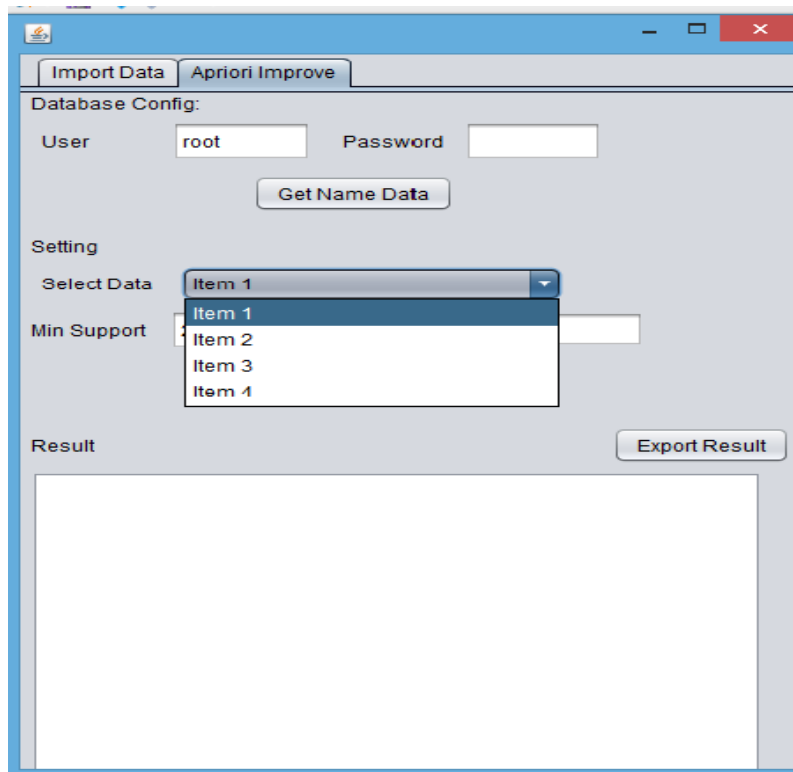 Import Data Apriori Improve
Database Config:
User root Password
Get Name Data
Setting
Select Data Item 1
Item 1
Min Support
Item 2
Item 3
Item 4
Result Export Result